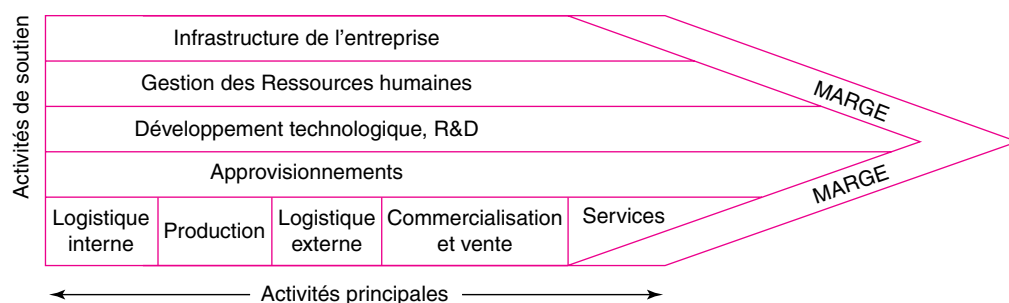 Activités de soutien
Infrastructure de l’entreprise
Gestion des Ressources humaines
Développement technologique, R&D
Approvisionnements
MARGE
MARGE
Logistique
interne
Production
Logistique
externe
Commercialisation
et vente
Services
Activités principales